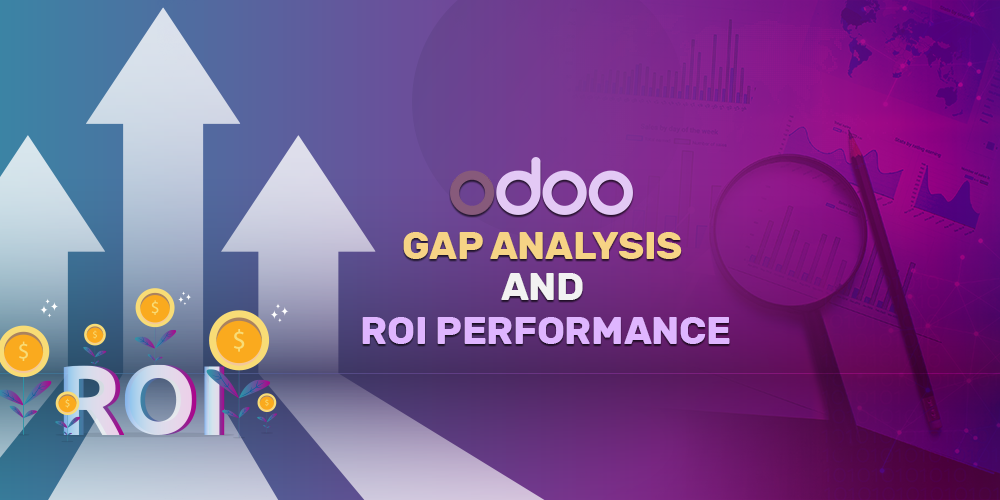 odoo
GAP ANALYSIS
AND
ROI PERFORMANCE
ROI
$
$
$
$
$
$